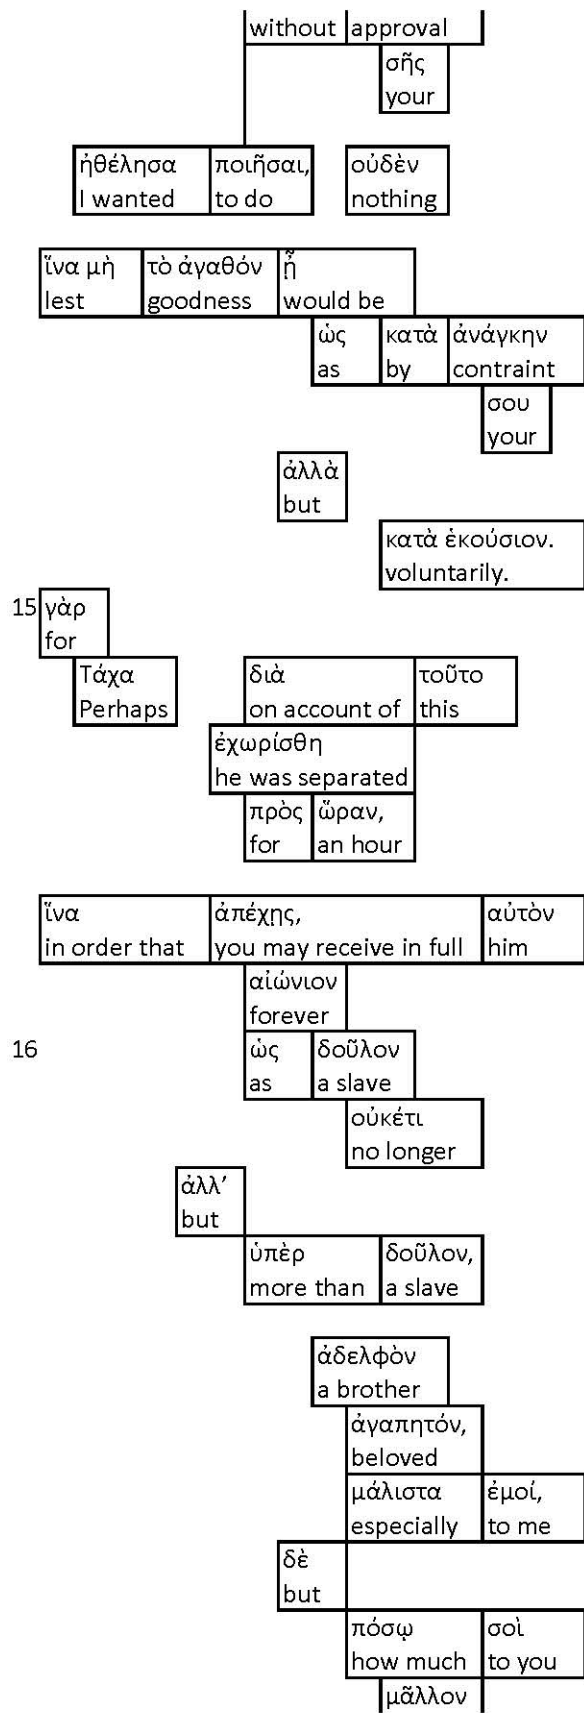 without approval
σῆς
your
ἠθέλησα ποιῆσαι, οὐδὲν
I wanted to do nothing
ἵνα μὴ τὸ ἀγαθόν ᾖ
lest goodness would be
ὡς κατὰ ἀνάγκην
as by contraint
σου
your
ἀλλὰ
but
κατὰ ἑκούσιον.
voluntarily.
15 γὰρ
for
Τάχα διὰ τοῦτο
Perhaps on account of this
ἐχωρίσθη
he was separated
πρὸς ὥραν,
for an hour
ἵνα ἀπέχῃς, αὐτὸν
in order that you may receive in full him
αἰώνιον
forever
16 ὡς δοῦλον
as a slave
οὐκέτι
no longer
ἀλλ’
but
ὑπὲρ δοῦλον,
more than a slave
ἀδελφὸν
a brother
ἀγαπητόν,
beloved
μάλιστα ἐμοί,
especially to me
δὲ
but
πόσῳ σοὶ
how much to you
μᾶλλον